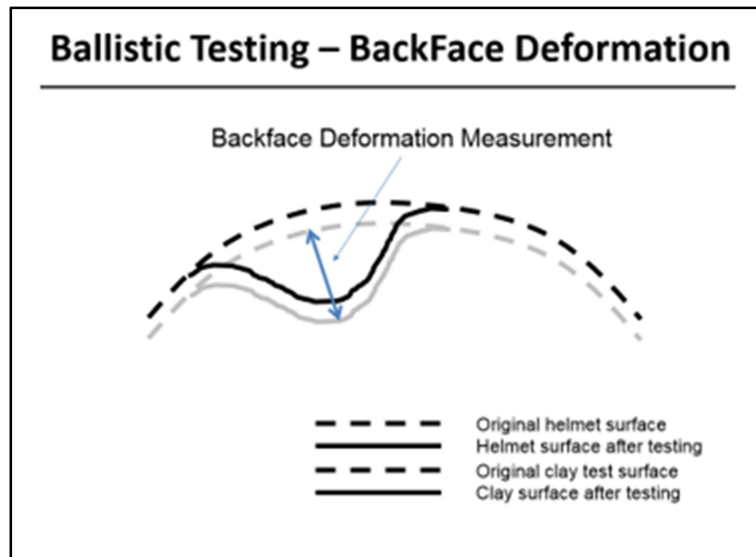 Ballistic Testing – BackFace Deformation
Backface Deformation Measurement
Original helmet surface
Helmet surface after testing
Original clay test surface
Clay surface after testing